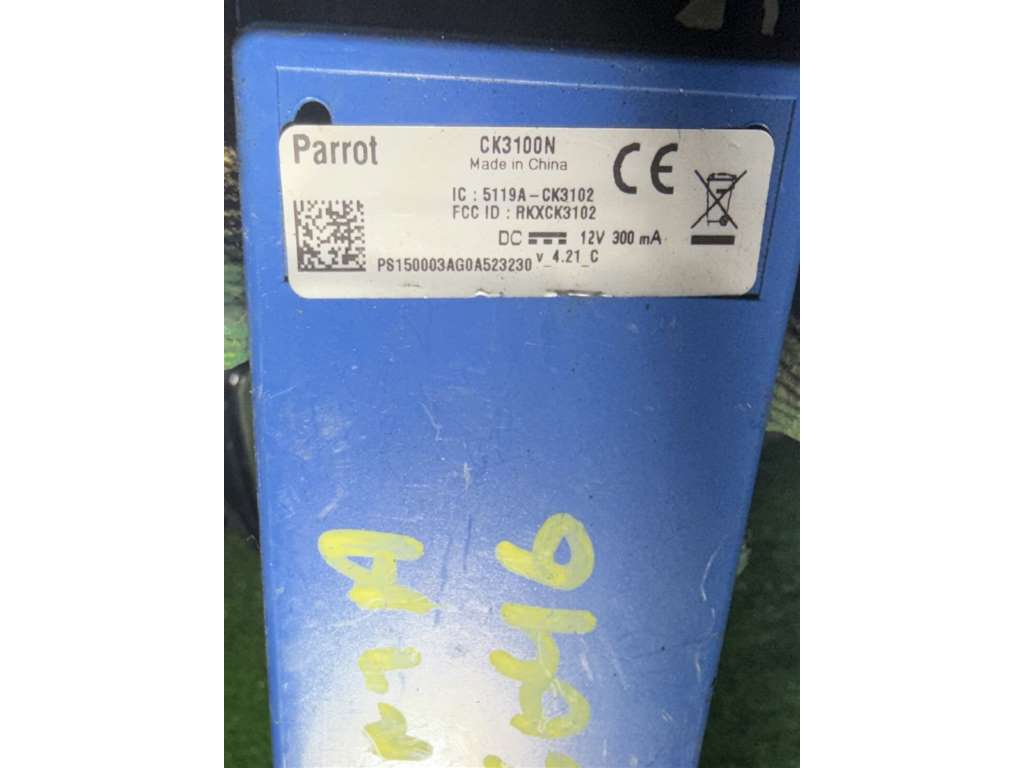 Parrot
CK3100N
Made in China
CE
IC : 5119A-CK3102
FCC ID : RKXCK3102
DC 12V 300 mA
PS150003AG0A523230 v_4.21_C